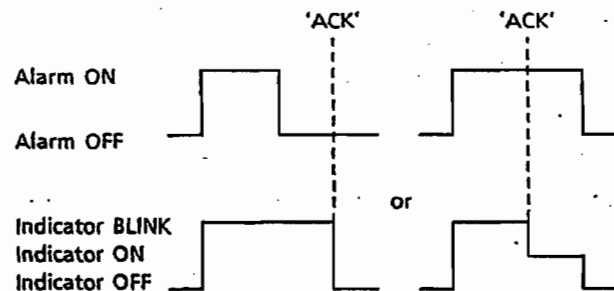 'ACK' 'ACK'
Alarm ON
Alarm OFF
or
Indicator BLINK
Indicator ON
Indicator OFF